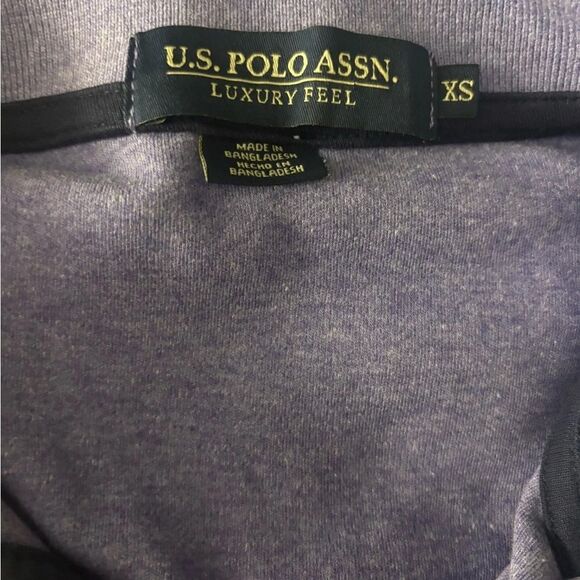 U.S. POLO ASSN.
LUXURY FEEL
XS
MADE IN
BANGLADESH
HECHO EN
BANGLADESH